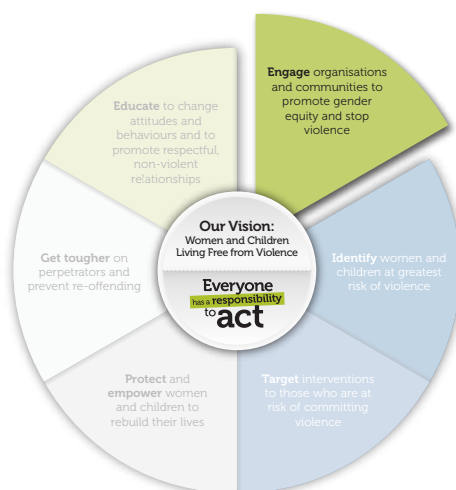 Engage organisations
and communities to
promote gender
equity and stop
violence
Identify women and
children at greatest
risk of violence
Target interventions
to those who are at
risk of committing
violence
Protect and
empower women
and children to
rebuild their lives
Get tougher on
perpetrators and
prevent re-offending
Educate to change
attitudes and
behaviours and to
promote respectful,
non-violent
relationships
Our Vision:
Women and Children
Living Free from Violence
Everyone
has a responsibility
to act